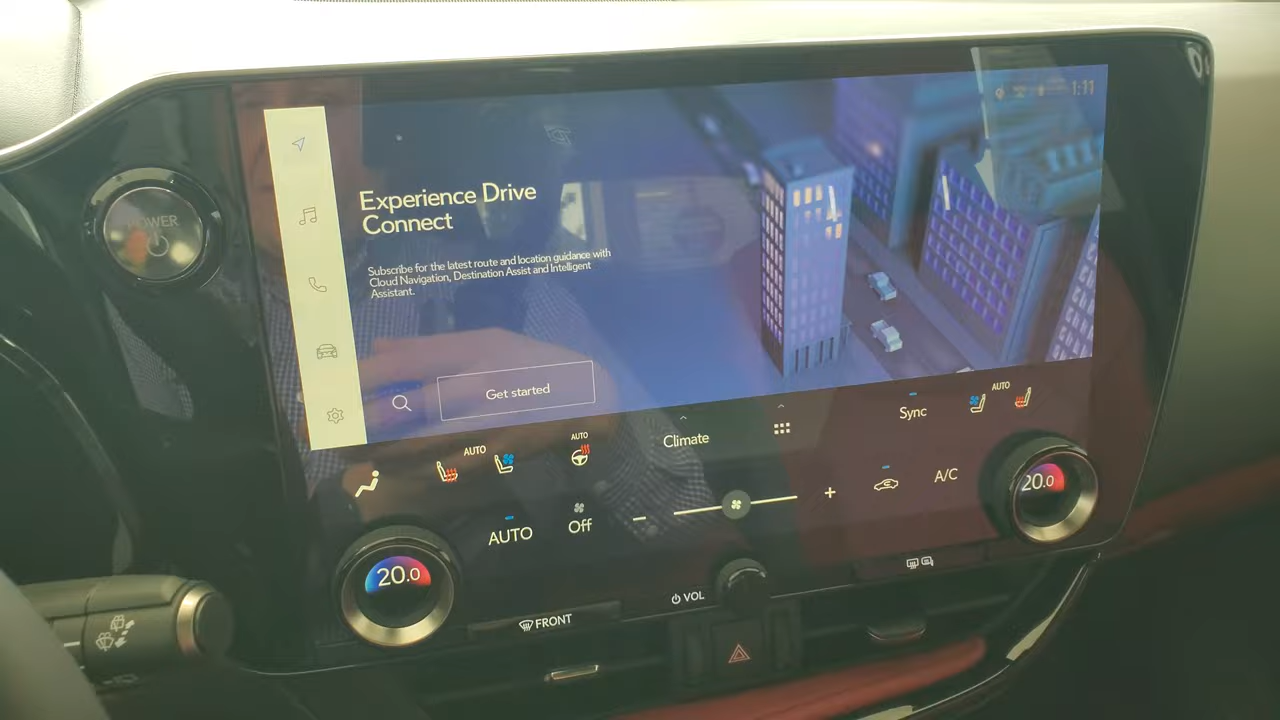 1:11
POWER
Experience Drive
Connect
Subscribe for the latest route and location guidance with
Cloud Navigation, Destination Assist and Intelligent
Assistant.
Get started
AUTO
Sync
AUTO
AUTO
Climate
A/C
20.0
AUTO
Off
20.0
VOL
FRONT